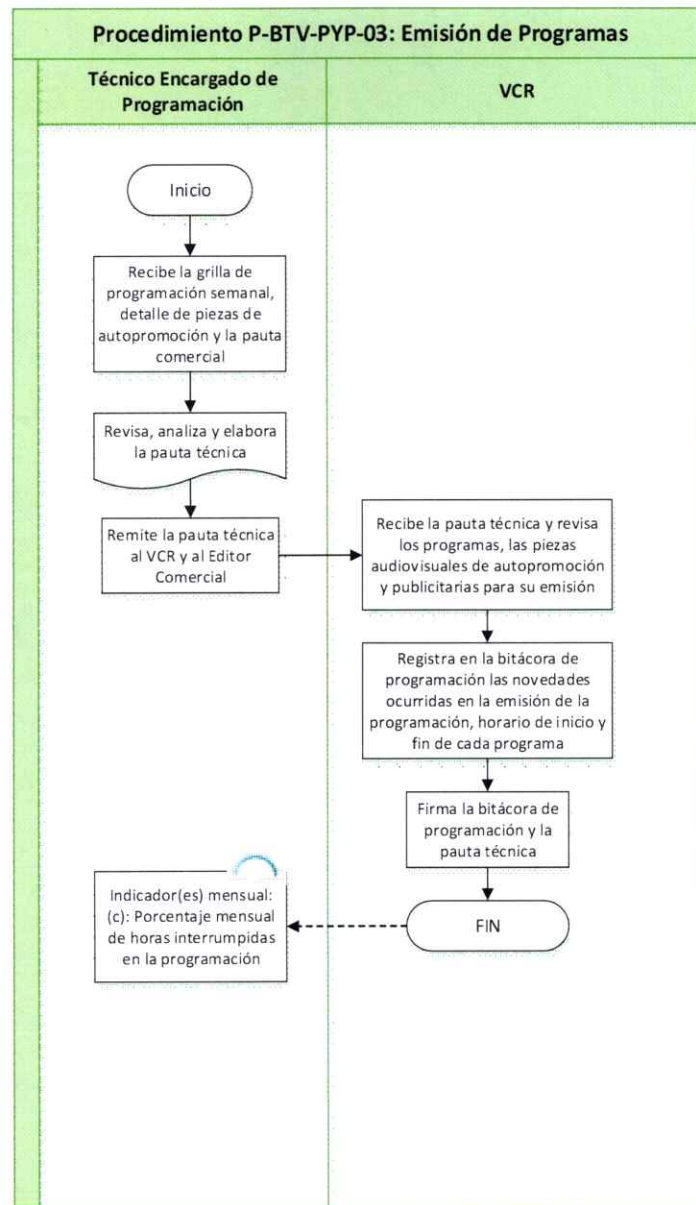 Procedimiento P-BTV-PYP-03: Emisión de Programas
Técnico Encargado de
Programación
VCR
Inicio
Recibe la grilla de
programación semanal,
detalle de piezas de
autopromoción y la pauta
comercial
Revisa, analiza y elabora
la pauta técnica
Remite la pauta técnica
al VCR y al Editor
Comercial
Recibe la pauta técnica y revisa
los programas, las piezas
audiovisuales de autopromoción
y publicitarias para su emisión
Registra en la bitácora de
programación las novedades
ocurridas en la emisión de la
programación, horario de inicio y
fin de cada programa
Firma la bitácora de
programación y la
pauta técnica
FIN
Indicador(es) mensual:
(c): Porcentaje mensual
de horas interrumpidas
en la programación